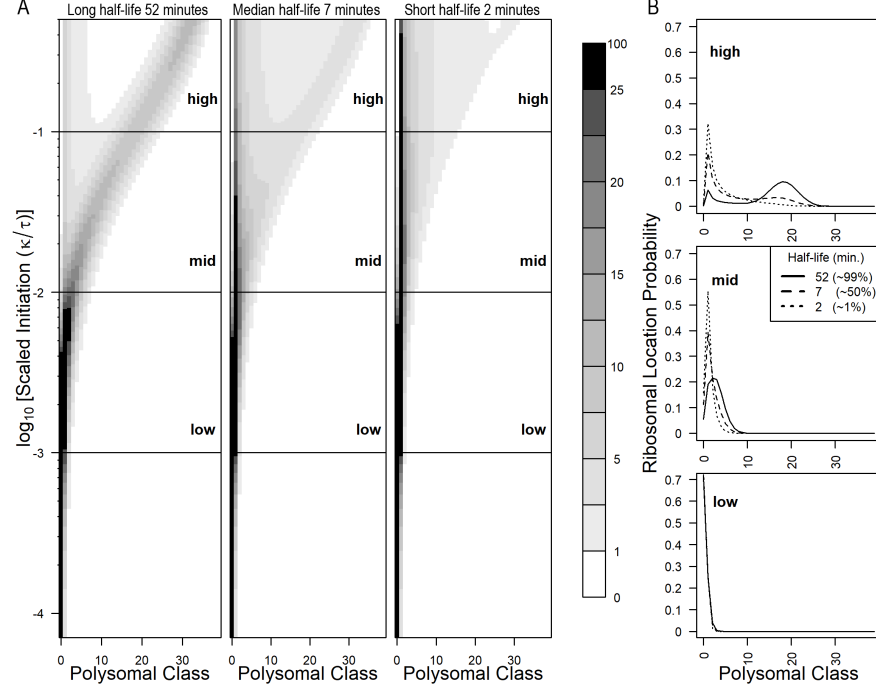 A
Long half-life 52 minutes
Median half-life 7 minutes
Short half-life 2 minutes
high
high
high
mid
mid
mid
low
low
low
-1
-2
-3
-4
log10 [Scaled Initiation (κ/τ)]
0 10 20 30
0 10 20 30
0 10 20 30
Polysomal Class
Polysomal Class
Polysomal Class
100
25
20
15
10
5
1
0
B
Ribosomal Location Probability
high
0.7
0.6
0.5
0.4
0.3
0.2
0.1
0
0 10 20 30
mid
Half-life (min.)
52 (~99%)
7 (~50%)
2 (~1%)
0.7
0.6
0.5
0.4
0.3
0.2
0.1
0
0 10 20 30
low
0.7
0.6
0.5
0.4
0.3
0.2
0.1
0
0 10 20 30
Polysomal Class